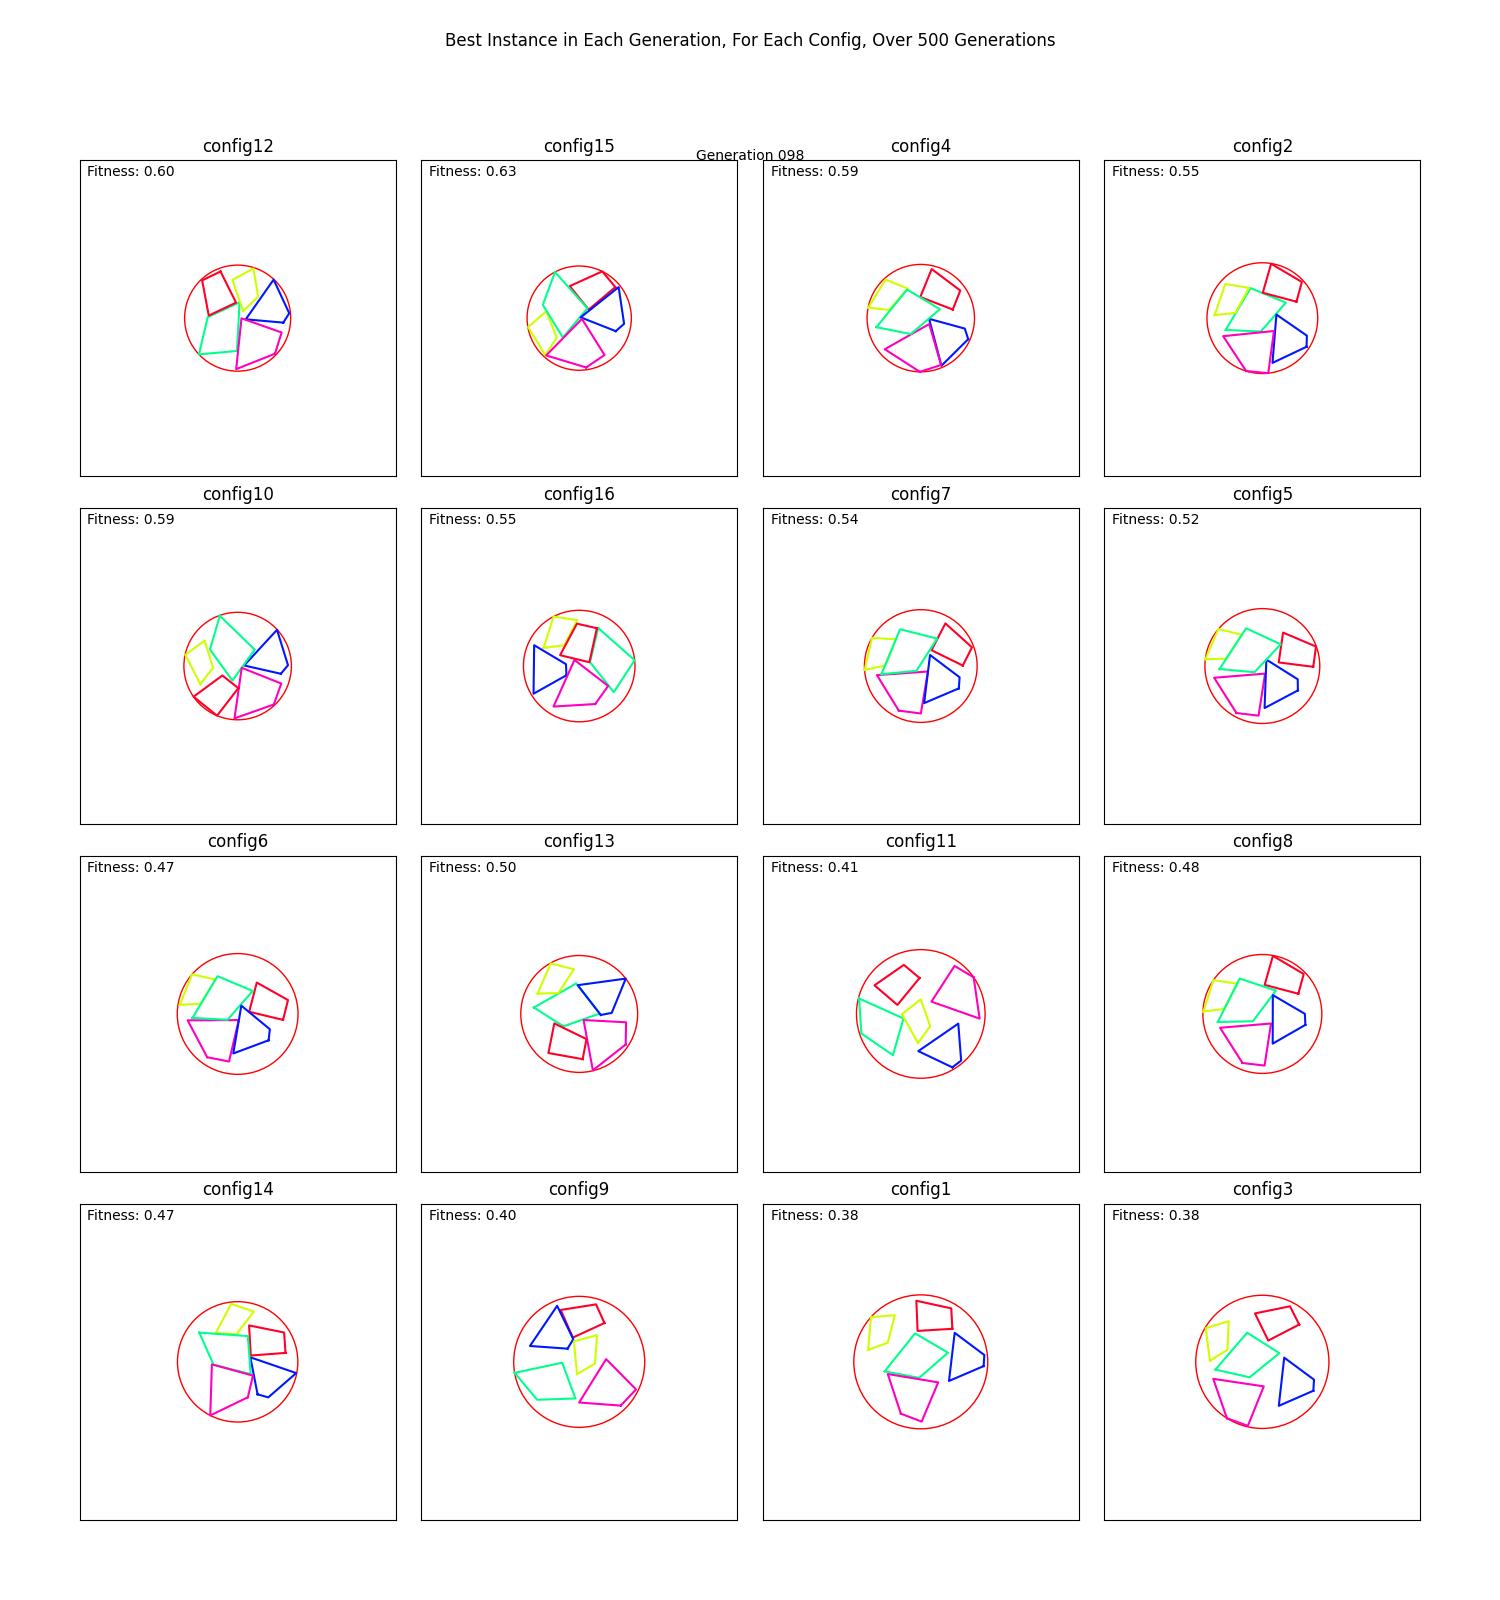 Best Instance in Each Generation, For Each Config, Over 500 Generations
Generation 098
config12
Fitness: 0.60
config15
Fitness: 0.63
config4
Fitness: 0.59
config2
Fitness: 0.55
config10
Fitness: 0.59
config16
Fitness: 0.55
config7
Fitness: 0.54
config5
Fitness: 0.52
config6
Fitness: 0.47
config13
Fitness: 0.50
config11
Fitness: 0.41
config8
Fitness: 0.48
config14
Fitness: 0.47
config9
Fitness: 0.40
config1
Fitness: 0.38
config3
Fitness: 0.38